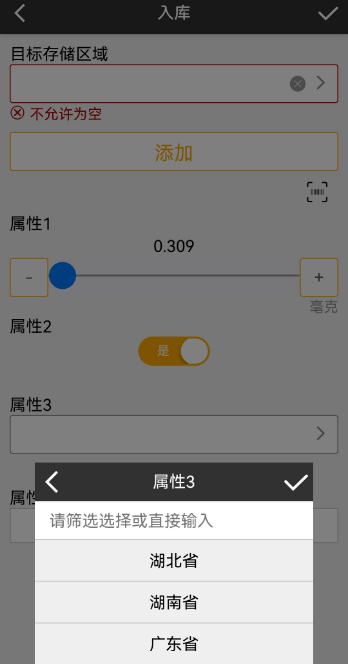 入库
目标存储区域
不允许为空
添加
属性1
0.309
-
+
毫克
属性2
是
属性3
属性
属性3
请筛选选择或直接输入
湖北省
湖南省
广东省